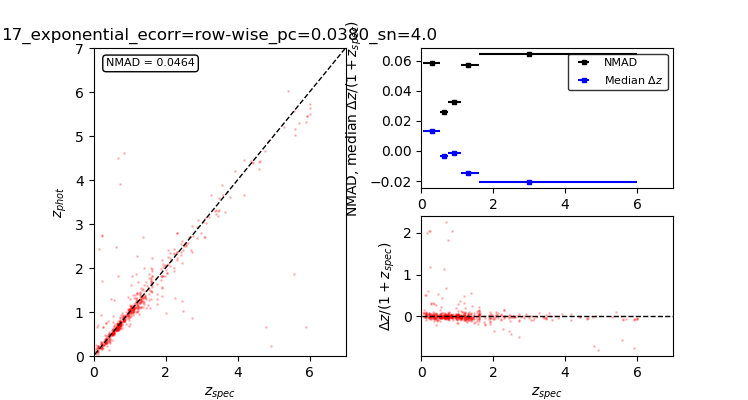 17_exponential_ecorr=row-wise_pc=0.0380_sn=4.0
NMAD = 0.0464
z_phot
7
6
5
4
3
2
1
0
0 2 4 6
z_spec
NMAD, median Δz/(1 + z_spec)
0.06
0.04
0.02
0.00
−0.02
NMAD
Median Δz
0 2 4 6
Δz/(1 + z_spec)
2
1
0
0 2 4 6
z_spec